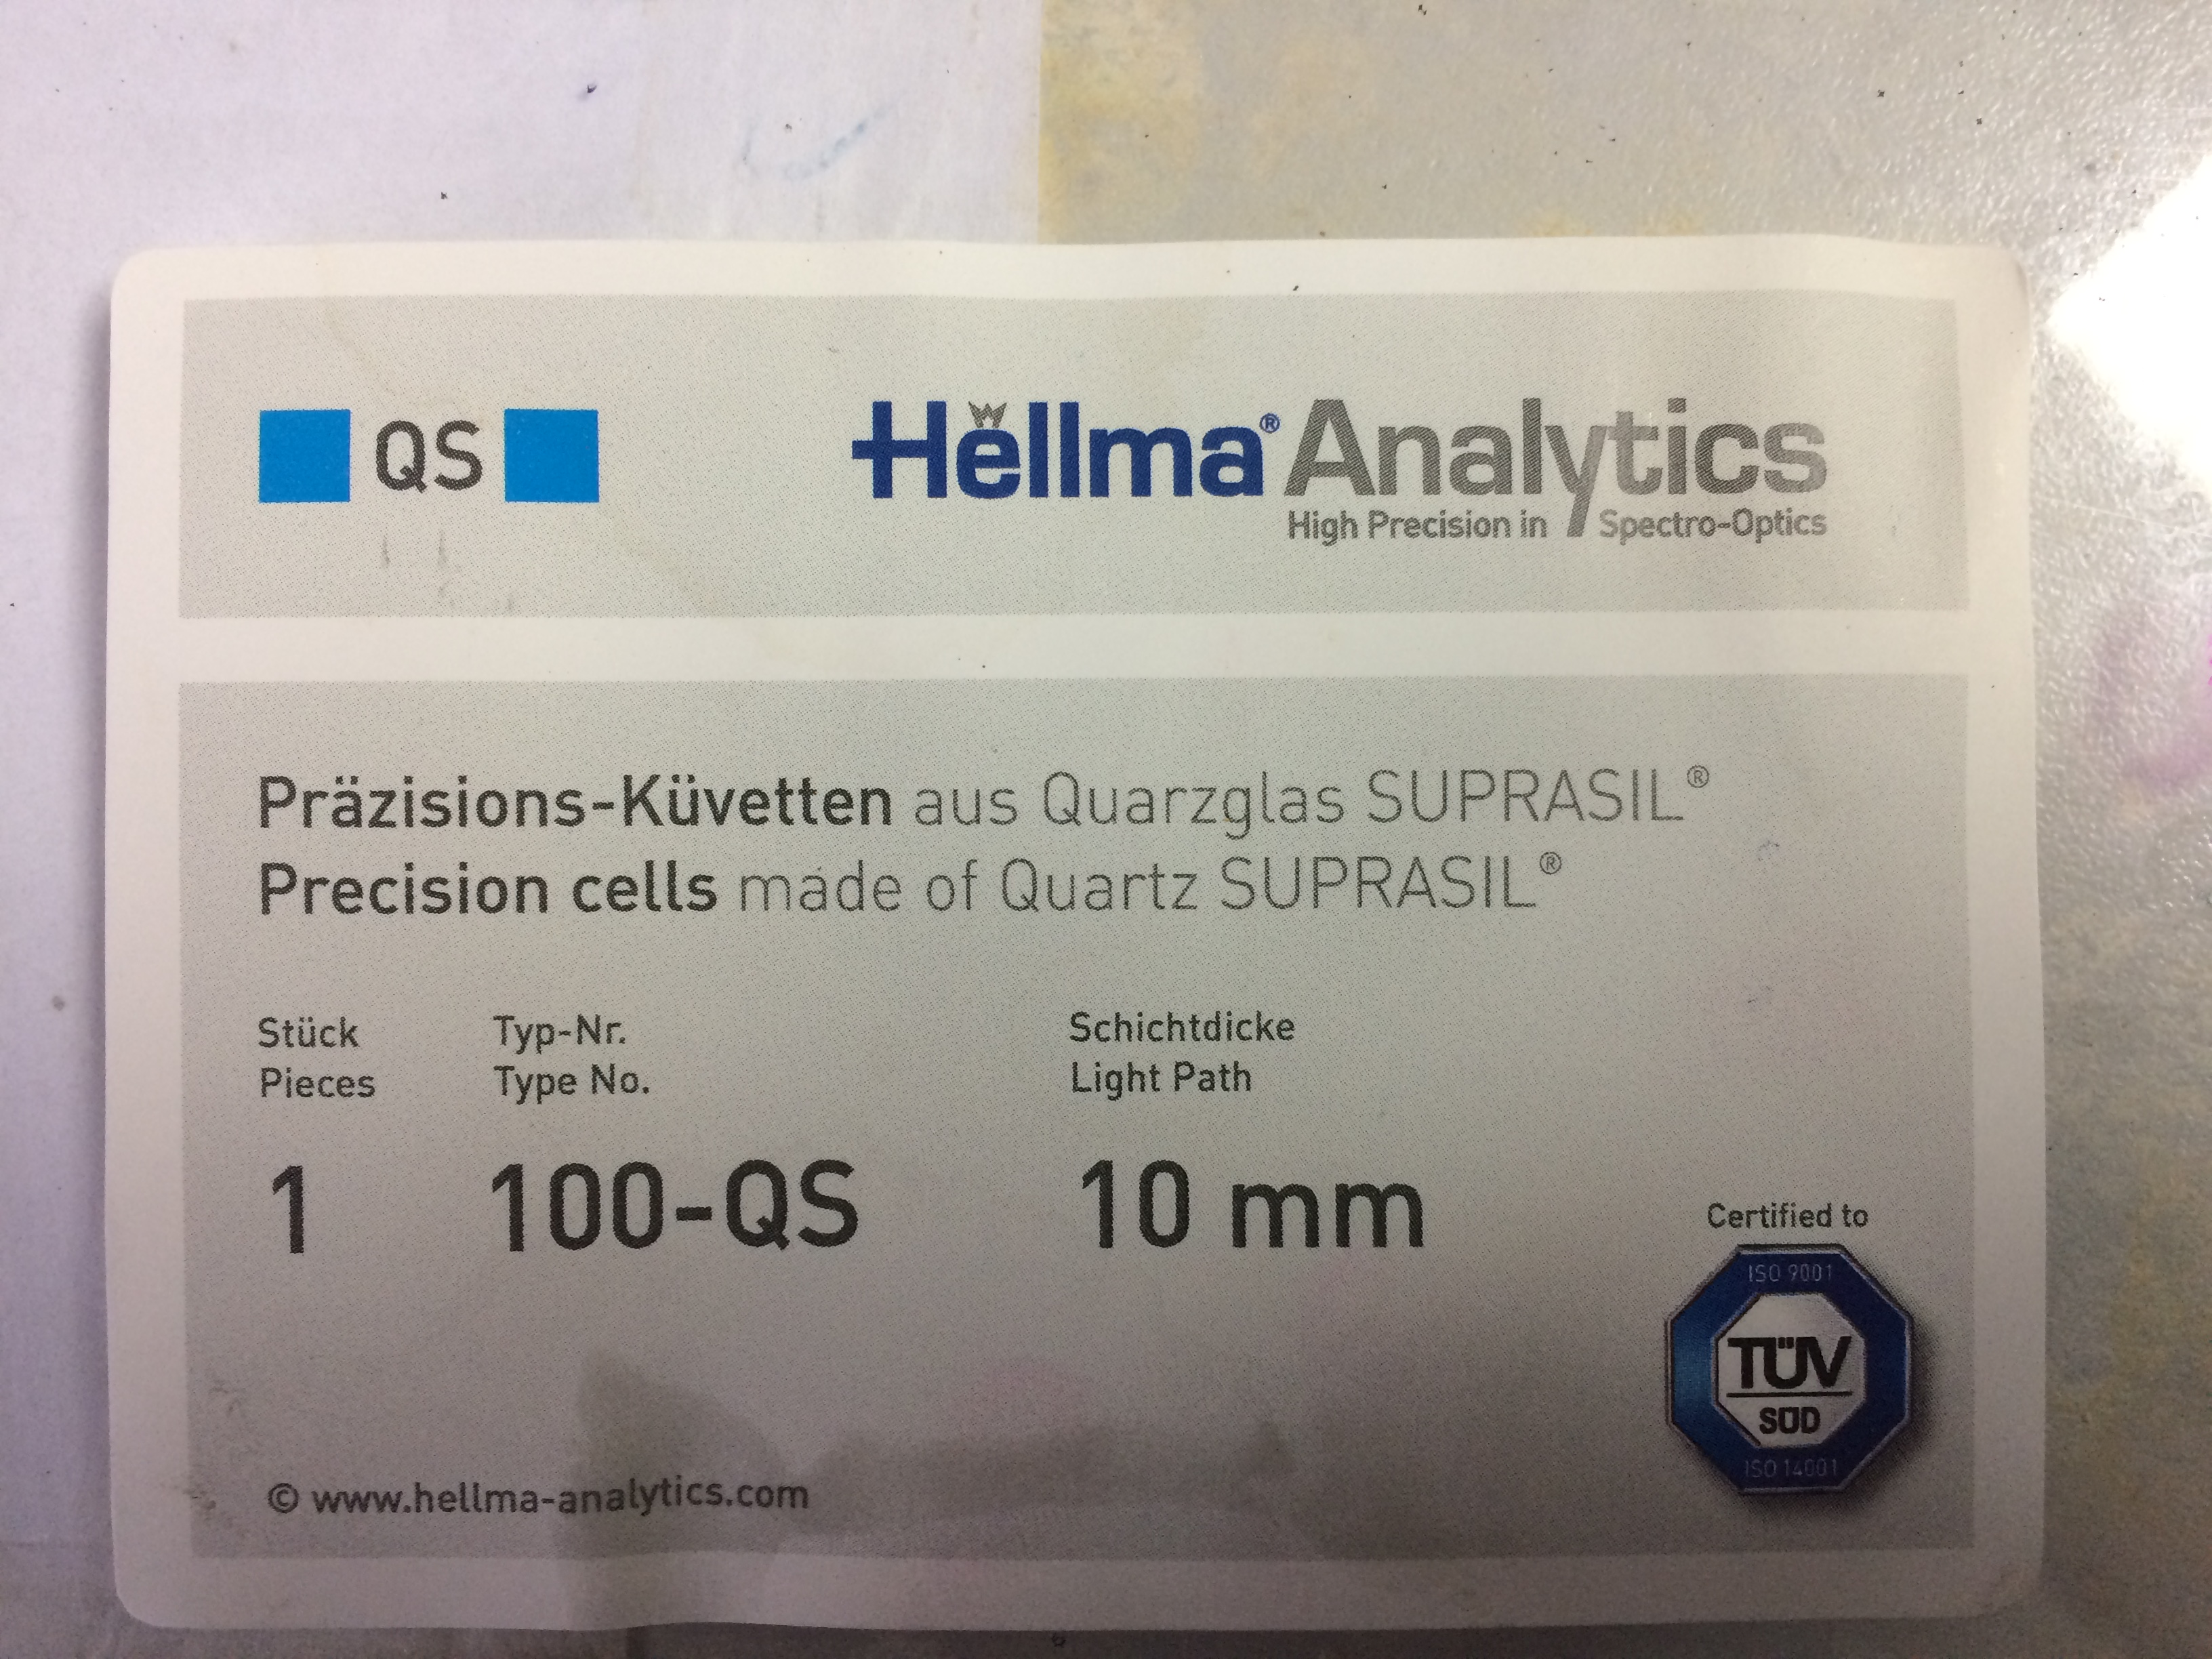 QS
Hellma® Analytics
High Precision in Spectro-Optics
Präzisions-Küvetten aus Quarzglas SUPRASIL®
Precision cells made of Quartz SUPRASIL®
Stück Typ-Nr. Schichtdicke
Pieces Type No. Light Path
1 100-QS 10 mm
Certified to
ISO 9001
TÜV
SÜD
ISO 14001
© www.hellma-analytics.com